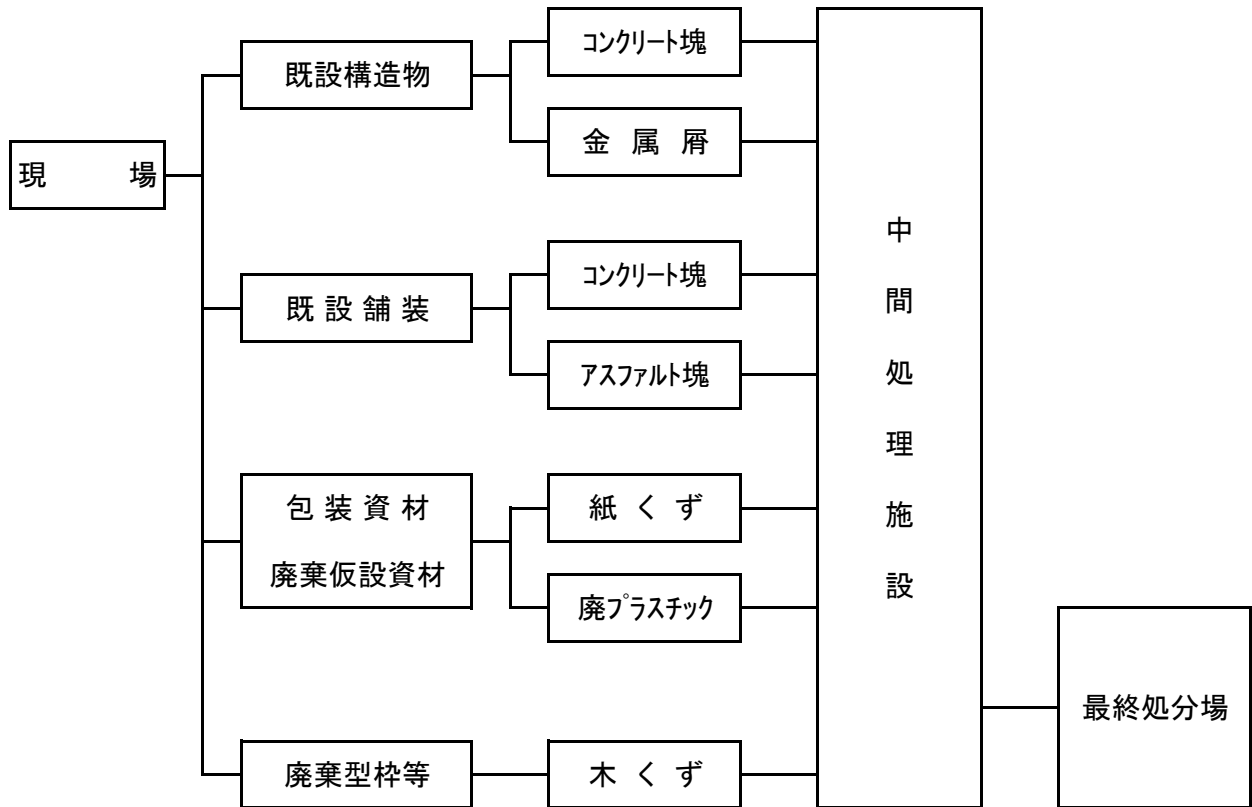 現場
既設構造物
コンクリート塊
金属屑
既設舗装
コンクリート塊
アスファルト塊
包装資材
廃棄仮設資材
紙くず
廃プラスチック
廃棄型枠等
木くず
中間処理施設
最終処分場